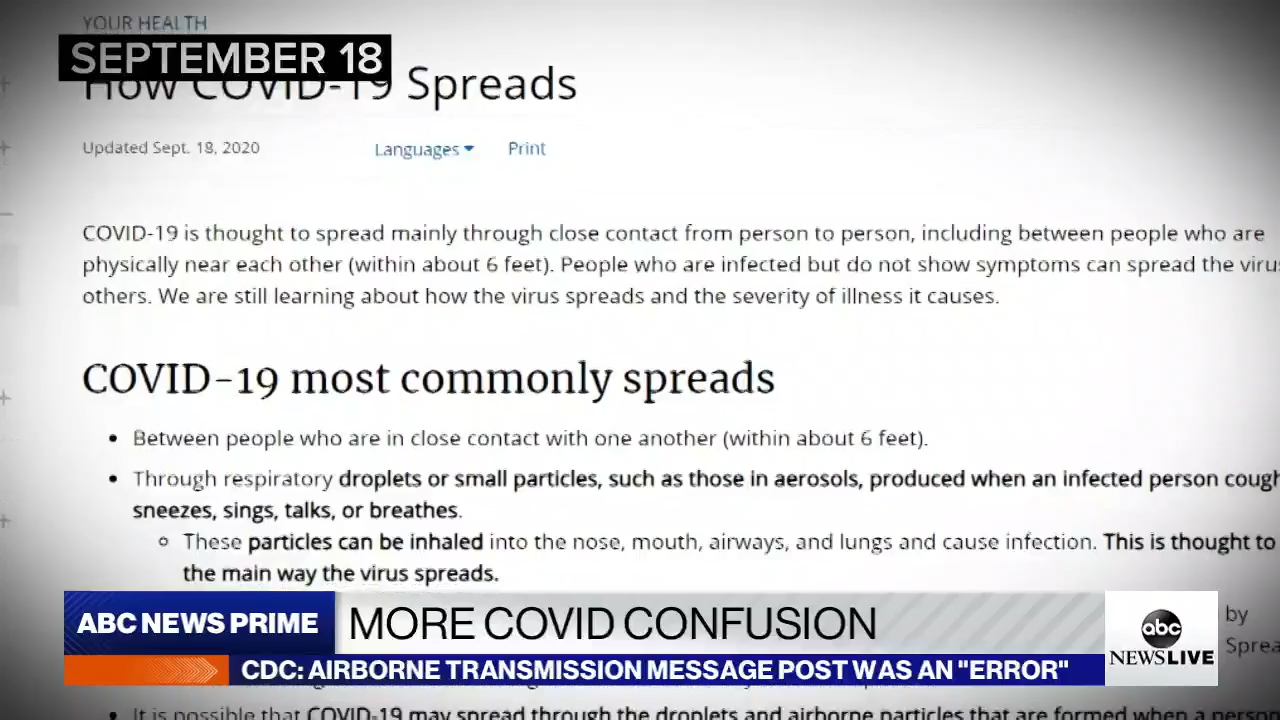 YOUR HEALTH
SEPTEMBER 18
How COVID-19 Spreads
Updated Sept. 18, 2020
Languages
Print
COVID-19 is thought to spread mainly through close contact from person to person, including between people who are
physically near each other (within about 6 feet). People who are infected but do not show symptoms can spread the
others. We are still learning about how the virus spreads and the severity of illness it causes.
COVID-19 most commonly spreads
• Between people who are in close contact with one another (within about 6 feet).
• Through respiratory droplets or small particles, such as those in aerosols, produced when an infected person
sneezes, sings, talks, or breathes.
These particles can be inhaled into the nose, mouth, airways, and lungs and cause infection. This is thought to
the main way the virus spreads.
by
ABC NEWS PRIME
MORE COVID CONFUSION
abc
NEWS LIVE
CDC: AIRBORNE TRANSMISSION MESSAGE POST WAS AN "ERROR"
• It is possible that COVID-19 may spread through the droplets and airborne particles that are formed when a person